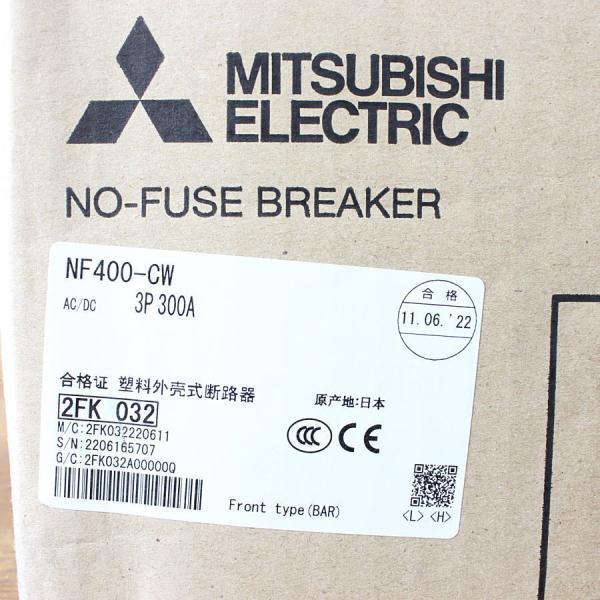 MITSUBISHI
ELECTRIC
NO-FUSE BREAKER
NF400-CW
AC/DC 3P 300A
合格
11.06.'22
合格证 塑料外壳式断路器
原产地:日本
2FK 032
M/C:2FK032220611
S/N:2206165707
G/C:2FK032A00000Q
CCC CE
Front type(BAR)
<L> <H>